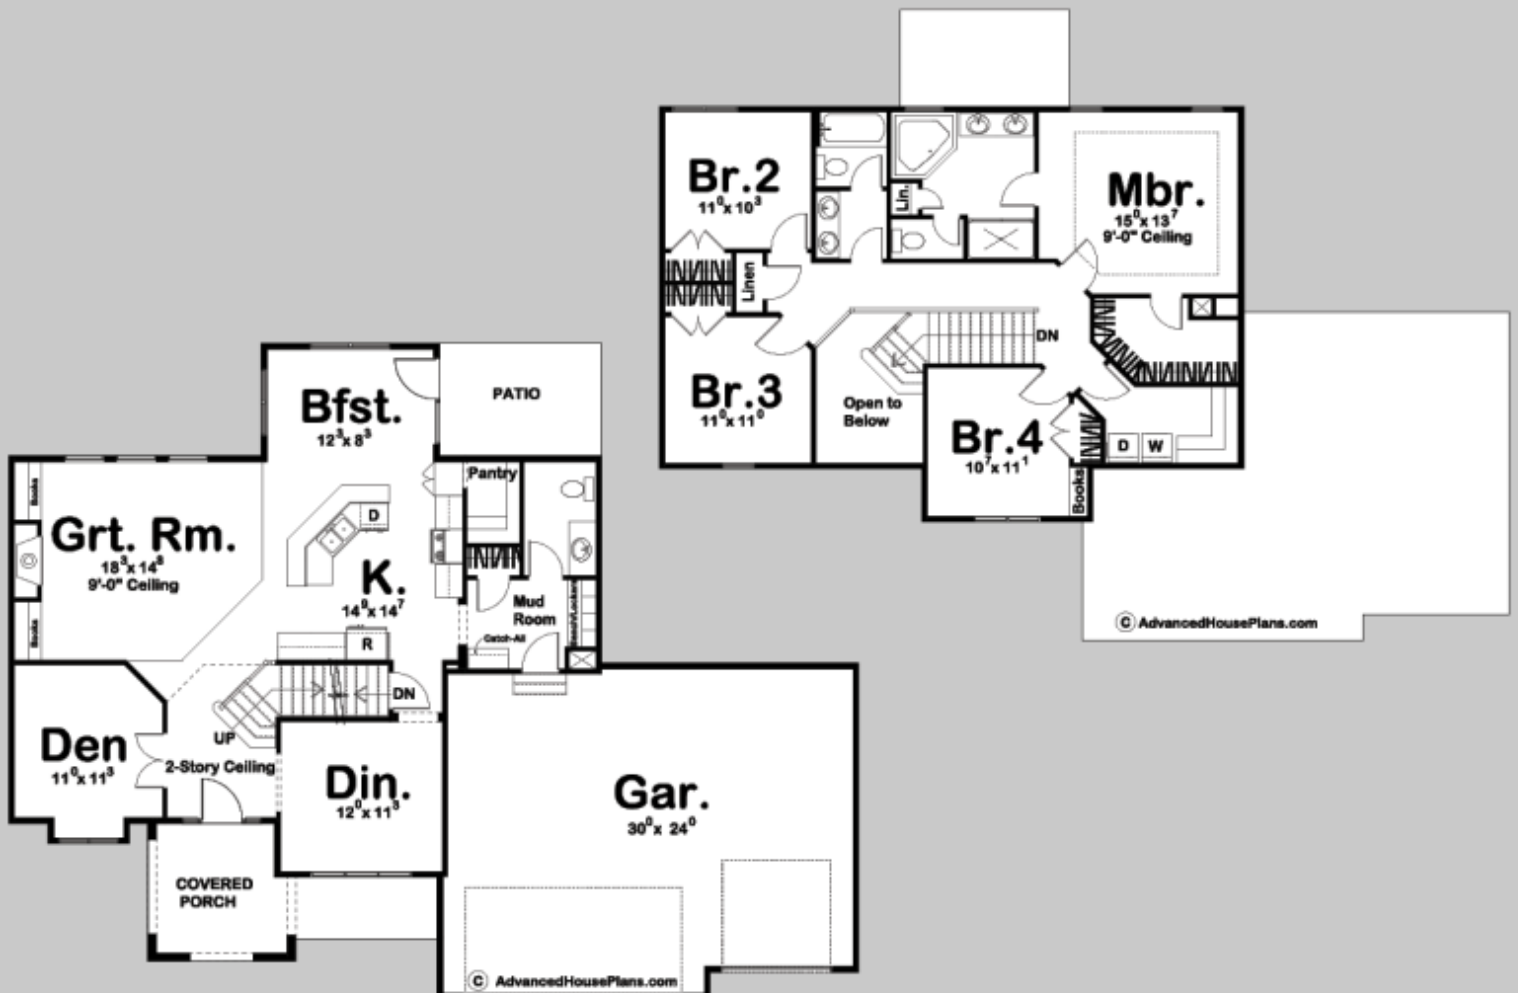 Bfst.
12³x 8³
PATIO
Books
Grt. Rm.
18³x 14⁸
9'-0" Ceiling
Books
D
K.
14⁹x 14⁷
R
Pantry
Mud
Room
Catch-All
Den
11⁰x 11³
UP
DN
2-Story Ceiling
Din.
12⁰x 11³
COVERED
PORCH
Gar.
30⁰x 24⁰
© AdvancedHousePlans.com
Br.2
11⁰x 10³
Lin.
Mbr.
15⁰x 13⁷
9'-0" Ceiling
Linen
DN
Br.3
11⁰x 11⁰
Open to
Below
Br.4
10⁷x 11¹
D
W
Books
© AdvancedHousePlans.com